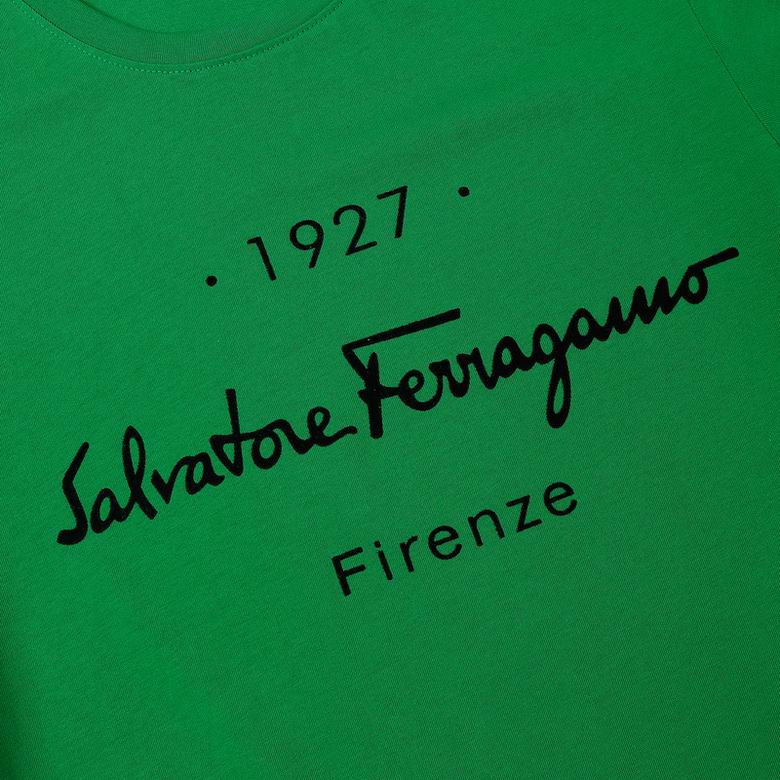 · 1927 ·
Salvatore Ferragamo
Firenze